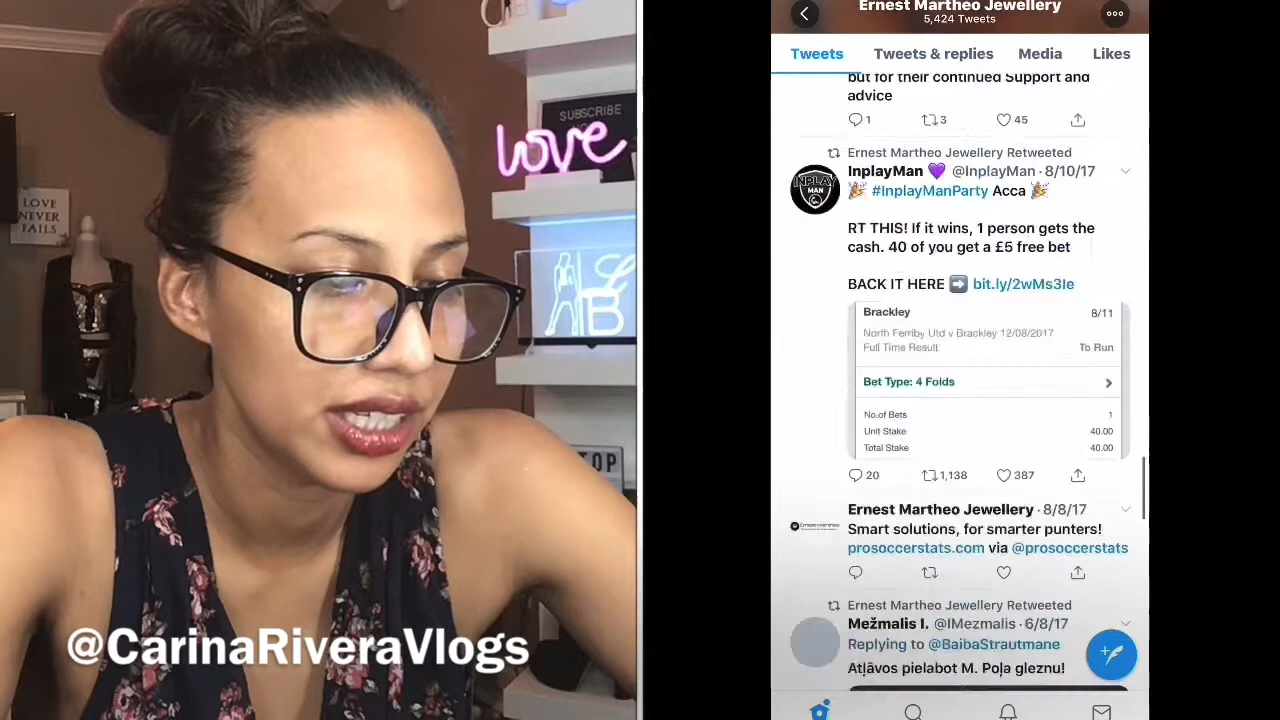 SUBSCRIBE
love
LOVE
NEVER
FAILS
B
TOP
@CarinaRiveraVlogs
Ernest Martheo Jewellery
5,424 Tweets
Tweets
Tweets & replies
Media
Likes
but for their continued Support and
advice
1
3
45
Ernest Martheo Jewellery Retweeted
InplayMan 💜 @InplayMan · 8/10/17
INPLAY
MAN
🎉 #InplayManParty Acca 🎉
RT THIS! If it wins, 1 person gets the
cash. 40 of you get a £5 free bet
BACK IT HERE ➡️ bit.ly/2wMs3Ie
Brackley 8/11
North Ferriby Utd v Brackley 12/08/2017
Full Time Result To Run
Bet Type: 4 Folds
No.of Bets 1
Unit Stake 40.00
Total Stake 40.00
20
1,138
387
Ernest Martheo Jewellery · 8/8/17
Smart solutions, for smarter punters!
prosoccerstats.com via @prosoccerstats
Ernest Martheo Jewellery Retweeted
Mežmalis I. @IMezmalis · 6/8/17
Replying to @BaibaStrautmane
Atļāvos pielabot M. Poļa gleznu!